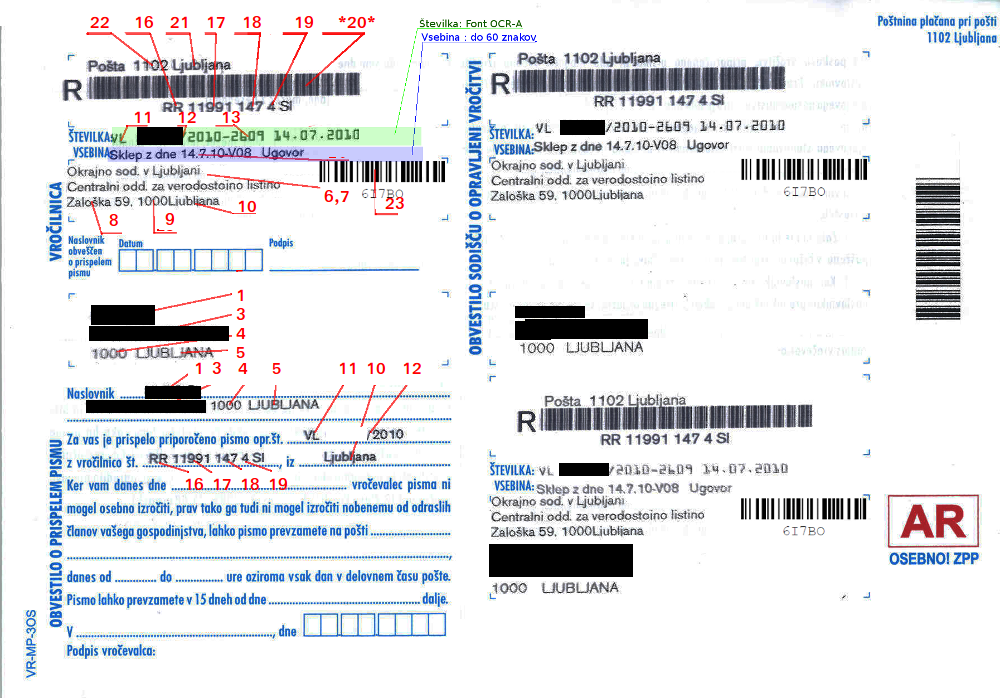 22 16 21 17 18 19 *20*
Številka: Font OCR-A
Vsebina : do 60 znakov
Poštnina plačana pri pošti
1102 Ljubljana
Pošta 1102 Ljubljana
R
RR 11991 147 4 SI
11 12 13
ŠTEVILKA: VL /2010-2609 14.07.2010
VSEBINA: Sklep z dne 14.7.10-V08 Ugovor
Okrajno sod. v Ljubljani
Centralni odd. za verodostojno listino
Zaloška 59, 1000Ljubljana
6I7B0
6,7 23
8 9 10
VROČILNICA
Naslovnik
obveščen
o prispelem
pismu
Datum
Podpis
1
3
4
1000 LJUBLJANA
5
1 3 4 5 11 10 12
Naslovnik
1000 LJUBLJANA
Za vas je prispelo priporočeno pismo opr.št. VL /2010
z vročilnico št. RR 11991 147 4 SI, iz Ljubljana
16 17 18 19
Ker vam danes dne vročevalec pisma ni
mogel osebno izročiti, prav tako ga tudi ni mogel izročiti nobenemu od odraslih
članov vašega gospodinjstva, lahko pismo prevzamete na pošti
danes od do ure oziroma vsak dan v delovnem času pošte.
Pismo lahko prevzamete v 15 dneh od dne dalje.
V , dne
Podpis vročevalca:
OBVESTILO O PRISPELEM PISMU
VR-MP-3OS
Pošta 1102 Ljubljana
R
RR 11991 147 4 SI
ŠTEVILKA: VL /2010-2609 14.07.2010
VSEBINA: Sklep z dne 14.7.10-V08 Ugovor
Okrajno sod. v Ljubljani
Centralni odd. za verodostojno listino
Zaloška 59, 1000Ljubljana
6I7B0
OBVESTILO SODIŠČU O OPRAVLJENI VROČITVI
1000 LJUBLJANA
Pošta 1102 Ljubljana
R
RR 11991 147 4 SI
ŠTEVILKA: VL /2010-2609 14.07.2010
VSEBINA: Sklep z dne 14.7.10-V08 Ugovor
Okrajno sod. v Ljubljani
Centralni odd. za verodostojno listino
Zaloška 59, 1000Ljubljana
6I7B0
1000 LJUBLJANA
AR
OSEBNO! ZPP